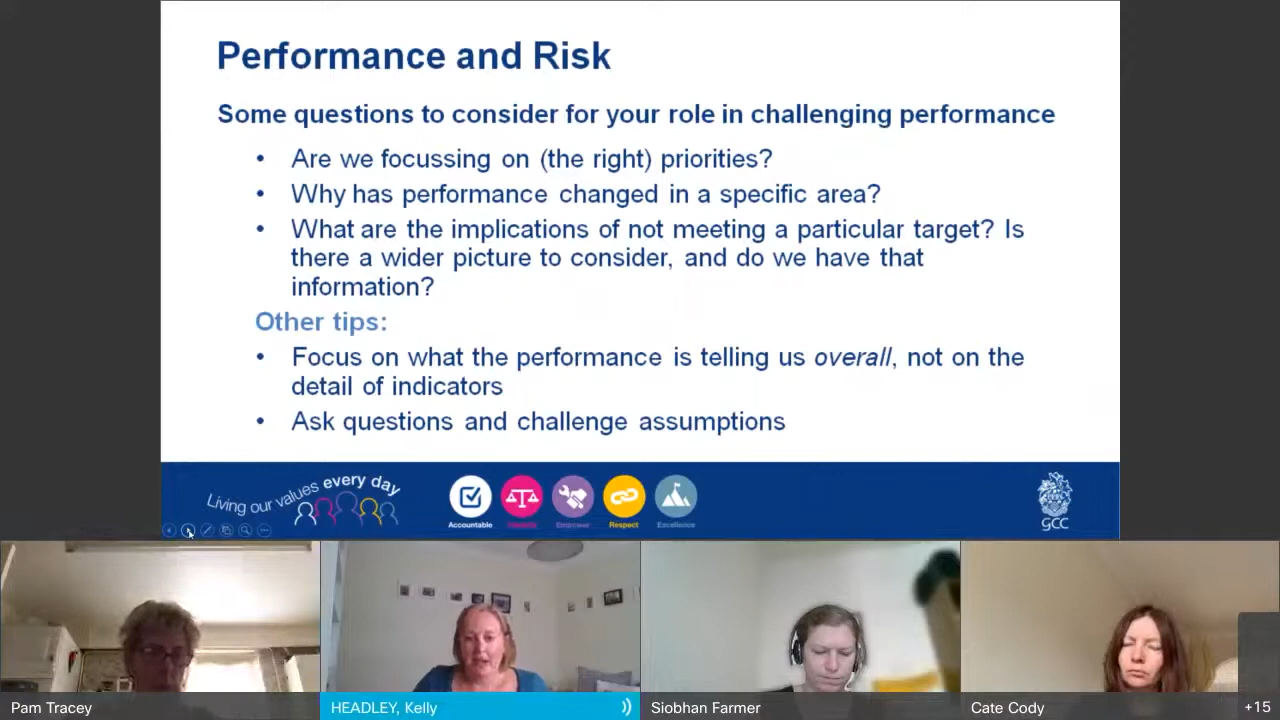 Performance and Risk
Some questions to consider for your role in challenging performance
• Are we focussing on (the right) priorities?
• Why has performance changed in a specific area?
• What are the implications of not meeting a particular target? Is
there a wider picture to consider, and do we have that
information?
Other tips:
• Focus on what the performance is telling us overall, not on the
detail of indicators
• Ask questions and challenge assumptions
Living our values every day
Accountable
Empower
Respect
Excellence
GCC
Pam Tracey
HEADLEY, Kelly
Siobhan Farmer
Cate Cody
+15